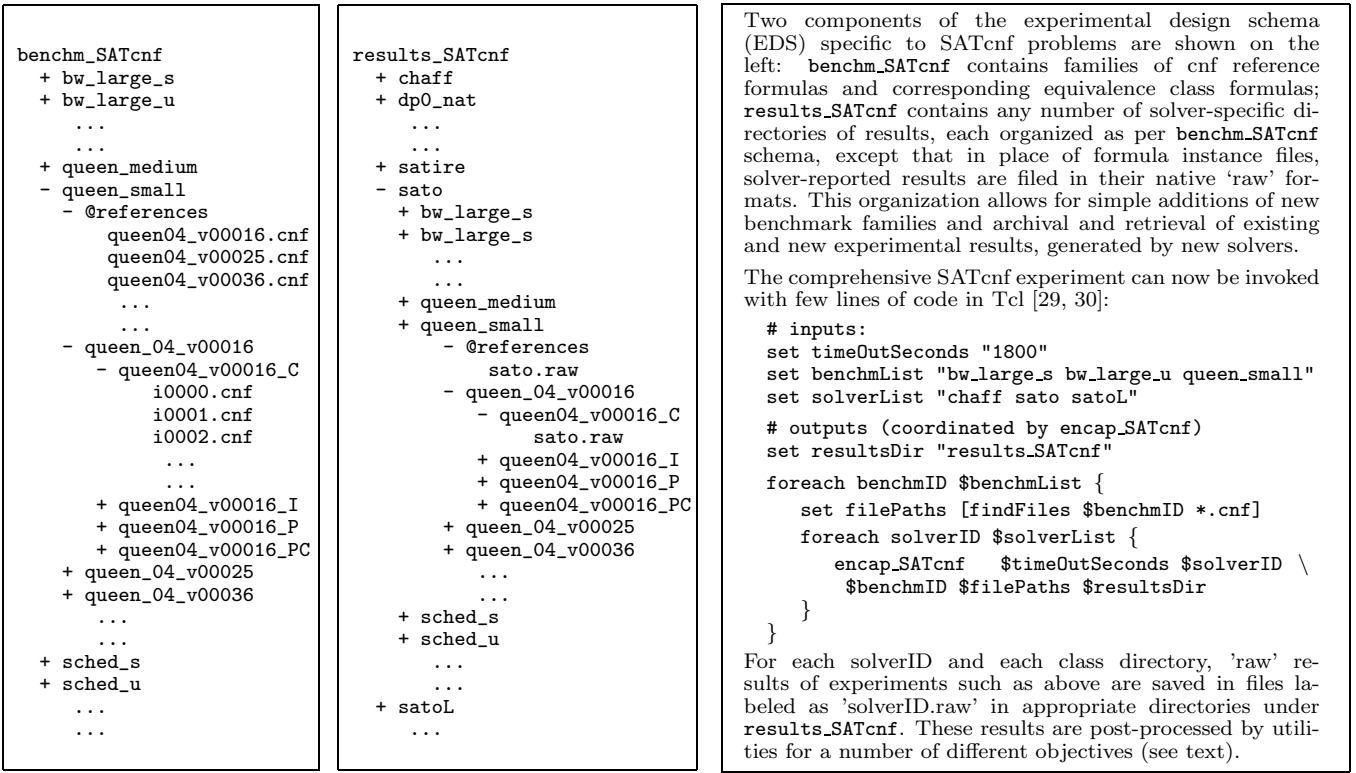 benchm_SATcnf
+ bw_large_s
+ bw_large_u
...
...
+ queen_medium
- queen_small
- @references
queen04_v00016.cnf
queen04_v00025.cnf
queen04_v00036.cnf
...
...
- queen_04_v00016
- queen04_v00016_C
i0000.cnf
i0001.cnf
i0002.cnf
...
...
+ queen04_v00016_I
+ queen04_v00016_P
+ queen04_v00016_PC
+ queen_04_v00025
+ queen_04_v00036
...
...
+ sched_s
+ sched_u
...
...
results_SATcnf
+ chaff
+ dp0_nat
...
...
+ satire
- sato
+ bw_large_s
+ bw_large_s
...
...
+ queen_medium
+ queen_small
- @references
sato.raw
- queen_04_v00016
- queen04_v00016_C
sato.raw
+ queen04_v00016_I
+ queen04_v00016_P
+ queen04_v00016_PC
+ queen_04_v00025
+ queen_04_v00036
...
...
+ sched_s
+ sched_u
...
...
+ satoL
...
Two components of the experimental design schema
(EDS) specific to SATcnf problems are shown on the
left: benchm_SATcnf contains families of cnf reference
formulas and corresponding equivalence class formulas;
results_SATcnf contains any number of solver-specific di-
rectories of results, each organized as per benchm_SATcnf
schema, except that in place of formula instance files,
solver-reported results are filed in their native ‘raw’ for-
mats. This organization allows for simple additions of new
benchmark families and archival and retrieval of existing
and new experimental results, generated by new solvers.
The comprehensive SATcnf experiment can now be invoked
with few lines of code in Tcl [29, 30]:
# inputs:
set timeOutSeconds "1800"
set benchmList "bw_large_s bw_large_u queen_small"
set solverList "chaff sato satoL"
# outputs (coordinated by encap_SATcnf)
set resultsDir "results_SATcnf"
foreach benchmID $benchmList {
set filePaths [findFiles $benchmID *.cnf]
foreach solverID $solverList {
encap_SATcnf $timeOutSeconds $solverID \
$benchmID $filePaths $resultsDir
}
}
For each solverID and each class directory, ’raw’ re-
sults of experiments such as above are saved in files la-
beled as ’solverID.raw’ in appropriate directories under
results_SATcnf. These results are post-processed by utili-
ties for a number of different objectives (see text).